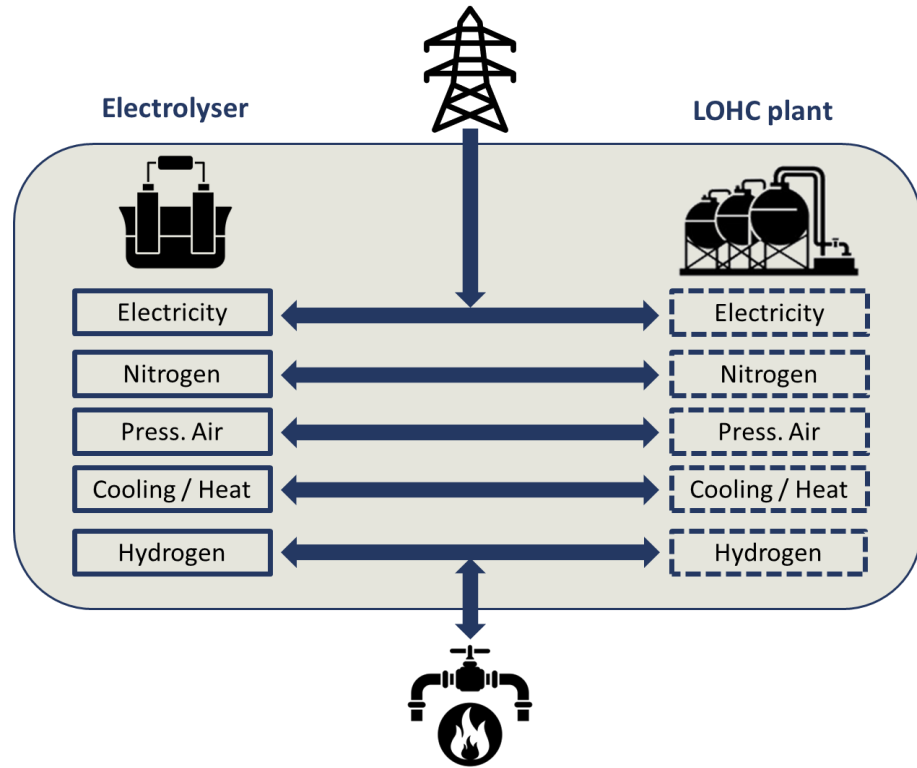 Electrolyser
LOHC plant
Electricity
Electricity
Nitrogen
Nitrogen
Press. Air
Press. Air
Cooling / Heat
Cooling / Heat
Hydrogen
Hydrogen